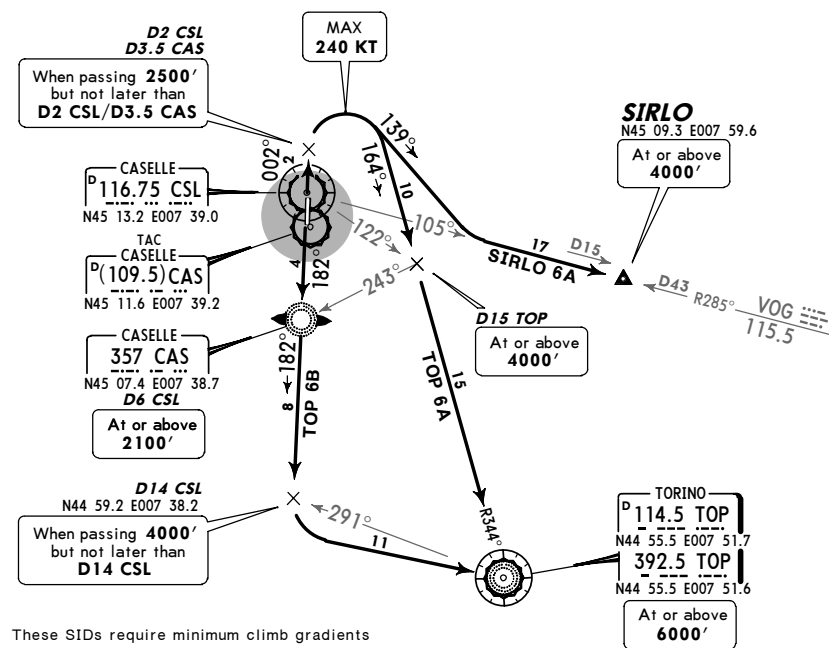 D2 CSL
D3.5 CAS
When passing 2500′
but not later than
D2 CSL/D3.5 CAS
MAX
240 KT
SIRLO
N45 09.3 E007 59.6
At or above
4000′
002°
2
139°
164°
10
CASELLE
D 116.75 CSL
N45 13.2 E007 39.0
TAC
CASELLE
D (109.5) CAS
N45 11.6 E007 39.2
4
182°
122°
105°
243°
17
SIRLO 6A
D15
D43
R285°
VOG
115.5
D15 TOP
At or above
4000′
CASELLE
357 CAS
N45 07.4 E007 38.7
D6 CSL
At or above
2100′
182°
8
TOP 6B
15
TOP 6A
D14 CSL
N44 59.2 E007 38.2
When passing 4000′
but not later than
D14 CSL
291°
11
R344°
TORINO
D 114.5 TOP
N44 55.5 E007 51.7
392.5 TOP
N44 55.5 E007 51.6
At or above
6000′
These SIDs require minimum climb gradients